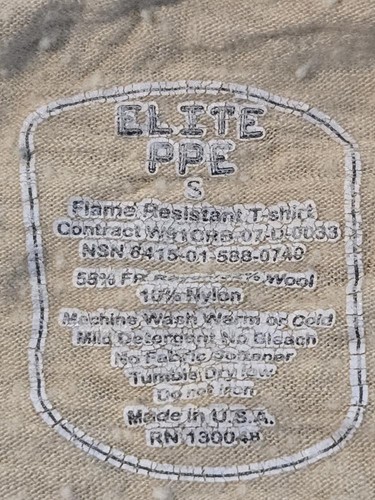 ELITE
PPE
S
Flame Resistant T-shirt
Contract W91CRB-07-D-0033
NSN 8415-01-588-0740
58% FR Wool
10% Nylon
Machine Wash Warm or Cold
Mild Detergent No Bleach
No Fabric Softener
Tumble Dry low
Do not iron
Made in U.S.A.
RN 130048